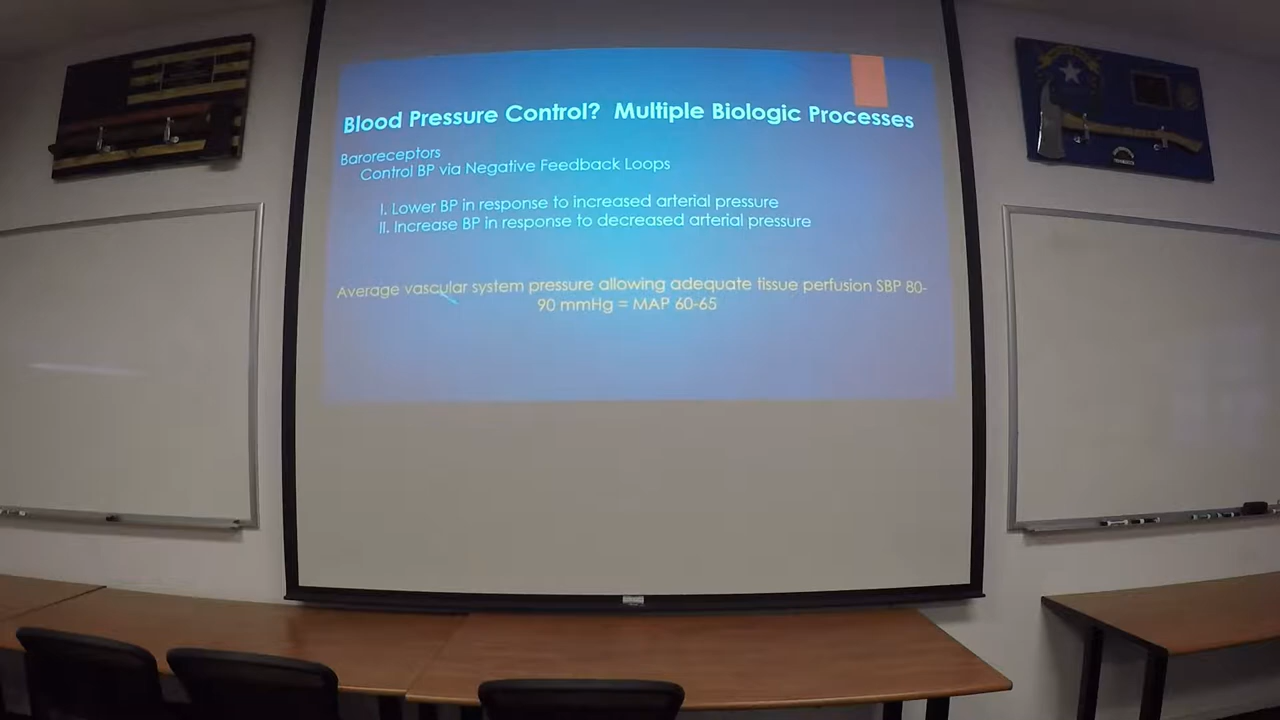 Blood Pressure Control?  Multiple Biologic Processes
Baroreceptors
Control BP via Negative Feedback Loops
I. Lower BP in response to increased arterial pressure
II. Increase BP in response to decreased arterial pressure
Average vascular system pressure allowing adequate tissue perfusion SBP 80-
90 mmHg = MAP 60-65